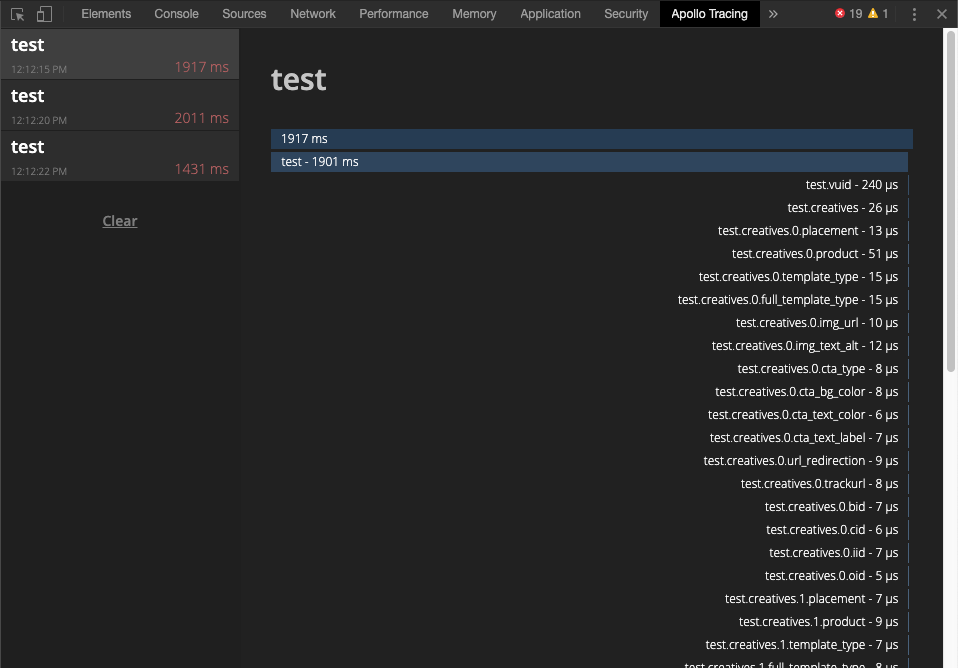 Elements Console Sources Network Performance Memory Application Security Apollo Tracing » 19 1
test
12:12:15 PM 1917 ms
test
12:12:20 PM 2011 ms
test
12:12:22 PM 1431 ms
Clear
test
1917 ms
test - 1901 ms
test.vuid - 240 µs
test.creatives - 26 µs
test.creatives.0.placement - 13 µs
test.creatives.0.product - 51 µs
test.creatives.0.template_type - 15 µs
test.creatives.0.full_template_type - 15 µs
test.creatives.0.img_url - 10 µs
test.creatives.0.img_text_alt - 12 µs
test.creatives.0.cta_type - 8 µs
test.creatives.0.cta_bg_color - 8 µs
test.creatives.0.cta_text_color - 6 µs
test.creatives.0.cta_text_label - 7 µs
test.creatives.0.url_redirection - 9 µs
test.creatives.0.trackurl - 8 µs
test.creatives.0.bid - 7 µs
test.creatives.0.cid - 6 µs
test.creatives.0.iid - 7 µs
test.creatives.0.oid - 5 µs
test.creatives.1.placement - 7 µs
test.creatives.1.product - 9 µs
test.creatives.1.template_type - 7 µs
test.creatives.1.full_template_type - 8 µs